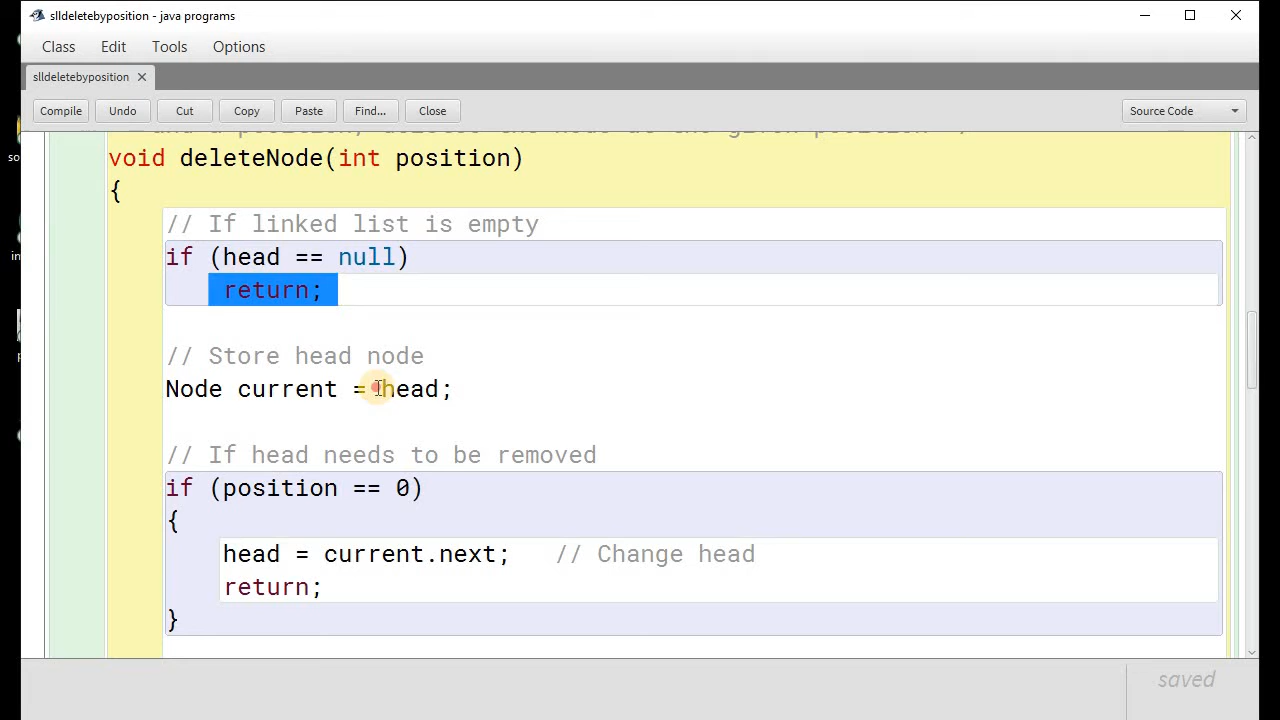 slldeletebyposition - java programs
Class Edit Tools Options
slldeletebyposition
Compile Undo Cut Copy Paste Find... Close Source Code
void deleteNode(int position)
{
// If linked list is empty
if (head == null)
return;
// Store head node
Node current = head;
// If head needs to be removed
if (position == 0)
{
head = current.next; // Change head
return;
}
saved